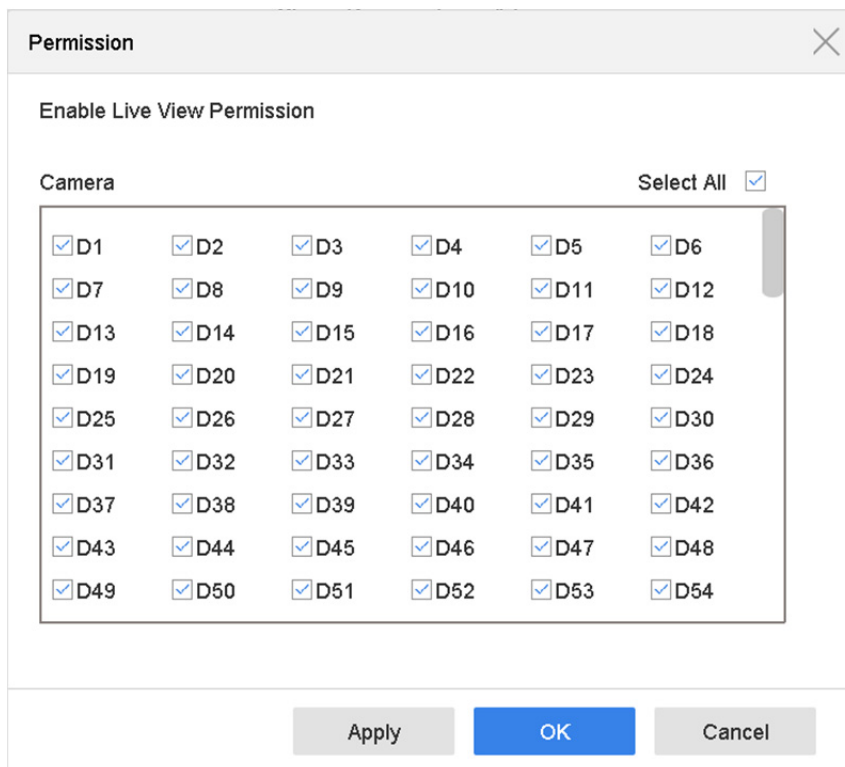 Permission
Enable Live View Permission
Camera Select All
D1 D2 D3 D4 D5 D6
D7 D8 D9 D10 D11 D12
D13 D14 D15 D16 D17 D18
D19 D20 D21 D22 D23 D24
D25 D26 D27 D28 D29 D30
D31 D32 D33 D34 D35 D36
D37 D38 D39 D40 D41 D42
D43 D44 D45 D46 D47 D48
D49 D50 D51 D52 D53 D54
Apply OK Cancel